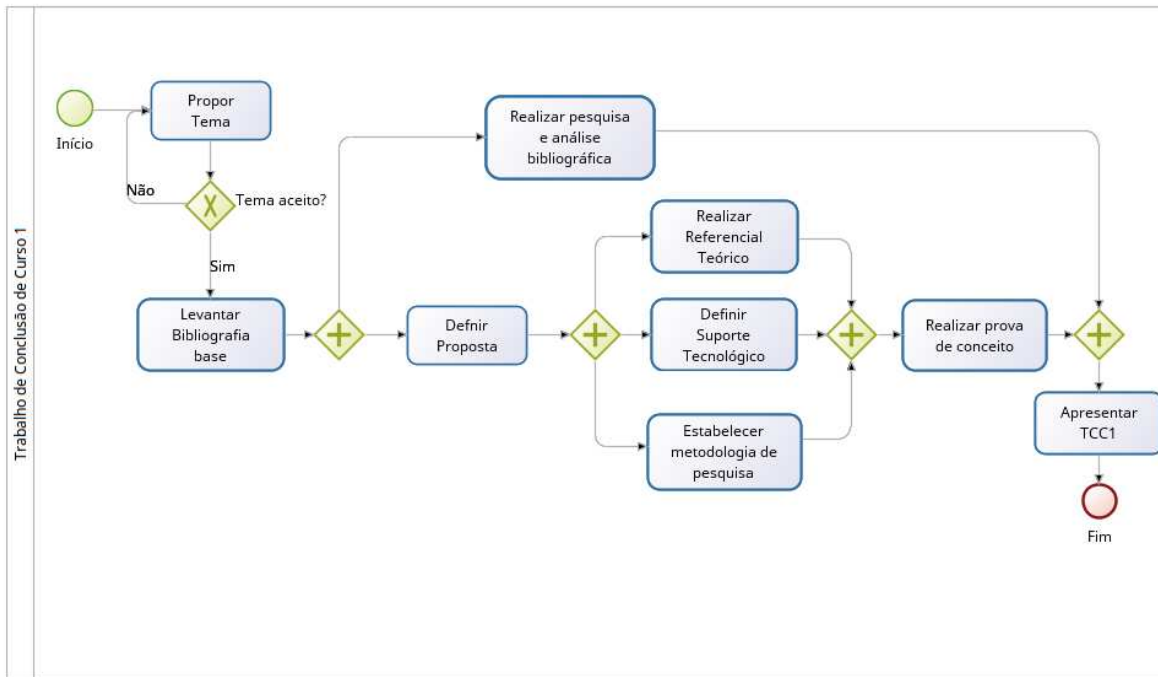 Trabalho de Conclusão de Curso 1
Início
Propor
Tema
Não
Tema aceito?
Sim
Levantar
Bibliografia
base
Realizar pesquisa
e análise
bibliográfica
Defnir
Proposta
Realizar
Referencial
Teórico
Definir
Suporte
Tecnológico
Estabelecer
metodologia de
pesquisa
Realizar prova
de conceito
Apresentar
TCC1
Fim